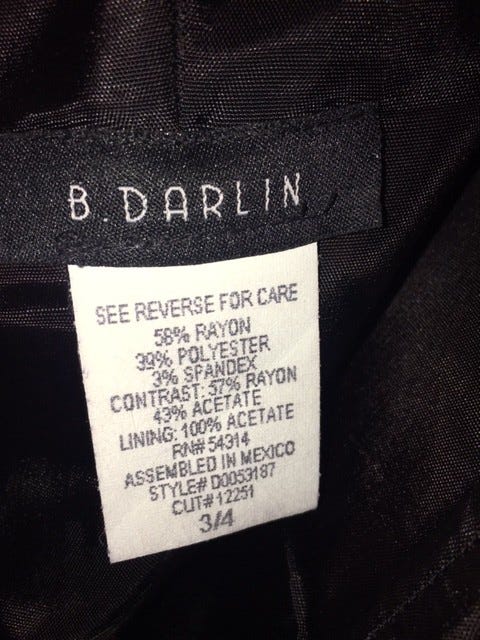 B.DARLIN
SEE REVERSE FOR CARE
58% RAYON
39% POLYESTER
3% SPANDEX
CONTRAST: 57% RAYON
43% ACETATE
LINING: 100% ACETATE
RN# 54314
ASSEMBLED IN MEXICO
STYLE# D0053187
CUT# 12251
3/4